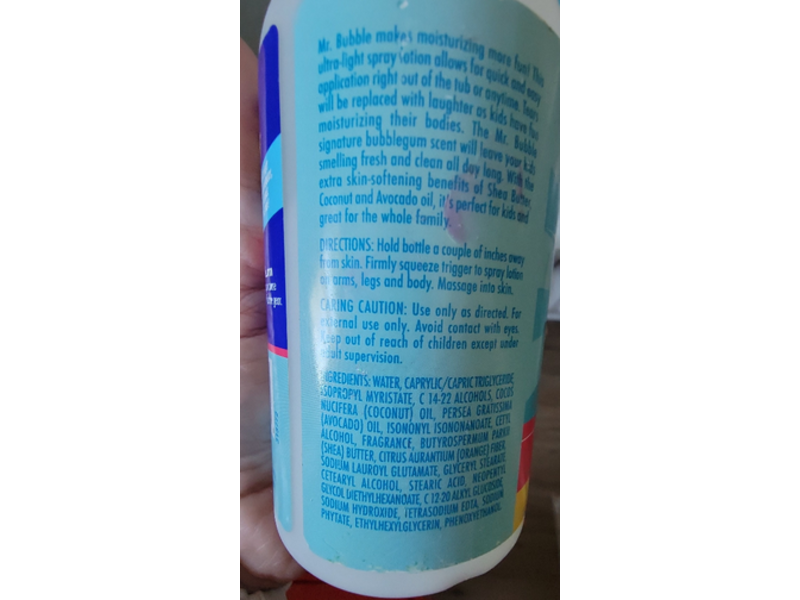 Mr. Bubble makes moisturizing more fun! This
ultra-light spray lotion allows for quick and easy
application right out of the tub or anytime. Tears
will be replaced with laughter as kids have fun
moisturizing their bodies. The Mr. Bubble
signature bubblegum scent will leave your kids
smelling fresh and clean all day long. With the
extra skin-softening benefits of Shea Butter,
Coconut and Avocado oil, it's perfect for kids and
great for the whole family.
DIRECTIONS: Hold bottle a couple of inches away
from skin. Firmly squeeze trigger to spray lotion
on arms, legs and body. Massage into skin.
CARING CAUTION: Use only as directed. For
external use only. Avoid contact with eyes.
Keep out of reach of children except under
adult supervision.
INGREDIENTS: WATER, CAPRYLIC/CAPRIC TRIGLYCERIDE,
ISOPROPYL MYRISTATE, C 14-22 ALCOHOLS, COCOS
NUCIFERA (COCONUT) OIL, PERSEA GRATISSIMA
(AVOCADO) OIL, ISONONYL ISONONANOATE, CETYL
ALCOHOL, FRAGRANCE, BUTYROSPERMUM PARKII
(SHEA) BUTTER, CITRUS AURANTIUM (ORANGE) FIBER,
SODIUM LAUROYL GLUTAMATE, GLYCERYL STEARATE,
CETEARYL ALCOHOL, STEARIC ACID, NEOPENTYL
GLYCOL DIETHYLHEXANOATE, C 12-20 ALKYL GLUCOSIDE,
SODIUM HYDROXIDE, TETRASODIUM EDTA, SODIUM
PHYTATE, ETHYLHEXYLGLYCERIN, PHENOXYETHANOL